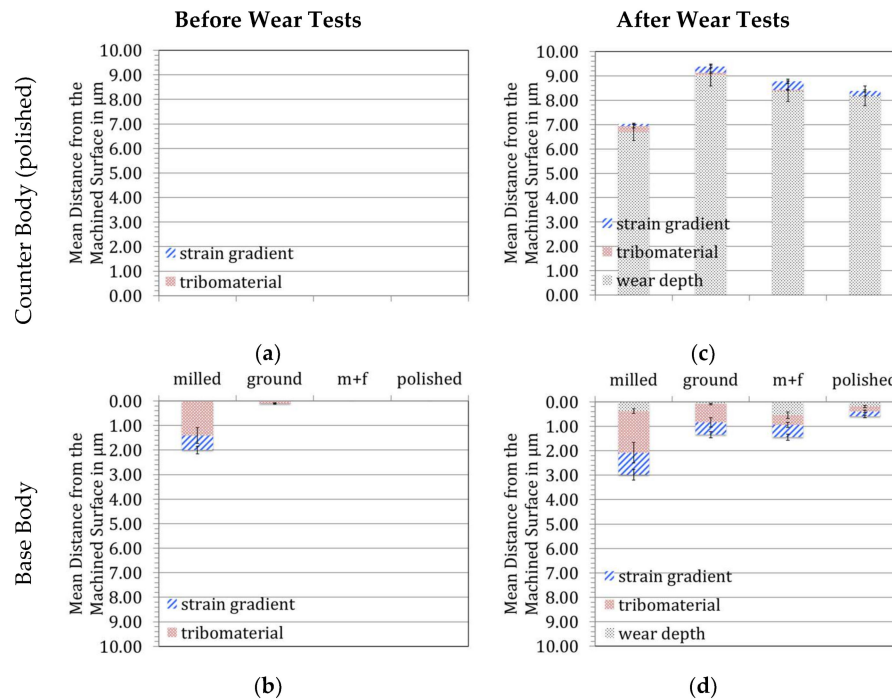 Before Wear Tests
After Wear Tests
Counter Body (polished)
Mean Distance from the
Machined Surface in µm
10.00
9.00
8.00
7.00
6.00
5.00
4.00
3.00
2.00
1.00
0.00
strain gradient
tribomaterial
(a)
Mean Distance from the
Machined Surface in µm
10.00
9.00
8.00
7.00
6.00
5.00
4.00
3.00
2.00
1.00
0.00
strain gradient
tribomaterial
wear depth
(c)
Base Body
milled ground m+f polished
Mean Distance from the
Machined Surface in µm
0.00
1.00
2.00
3.00
4.00
5.00
6.00
7.00
8.00
9.00
10.00
strain gradient
tribomaterial
(b)
milled ground m+f polished
Mean Distance from the
Machined Surface in µm
0.00
1.00
2.00
3.00
4.00
5.00
6.00
7.00
8.00
9.00
10.00
strain gradient
tribomaterial
wear depth
(d)